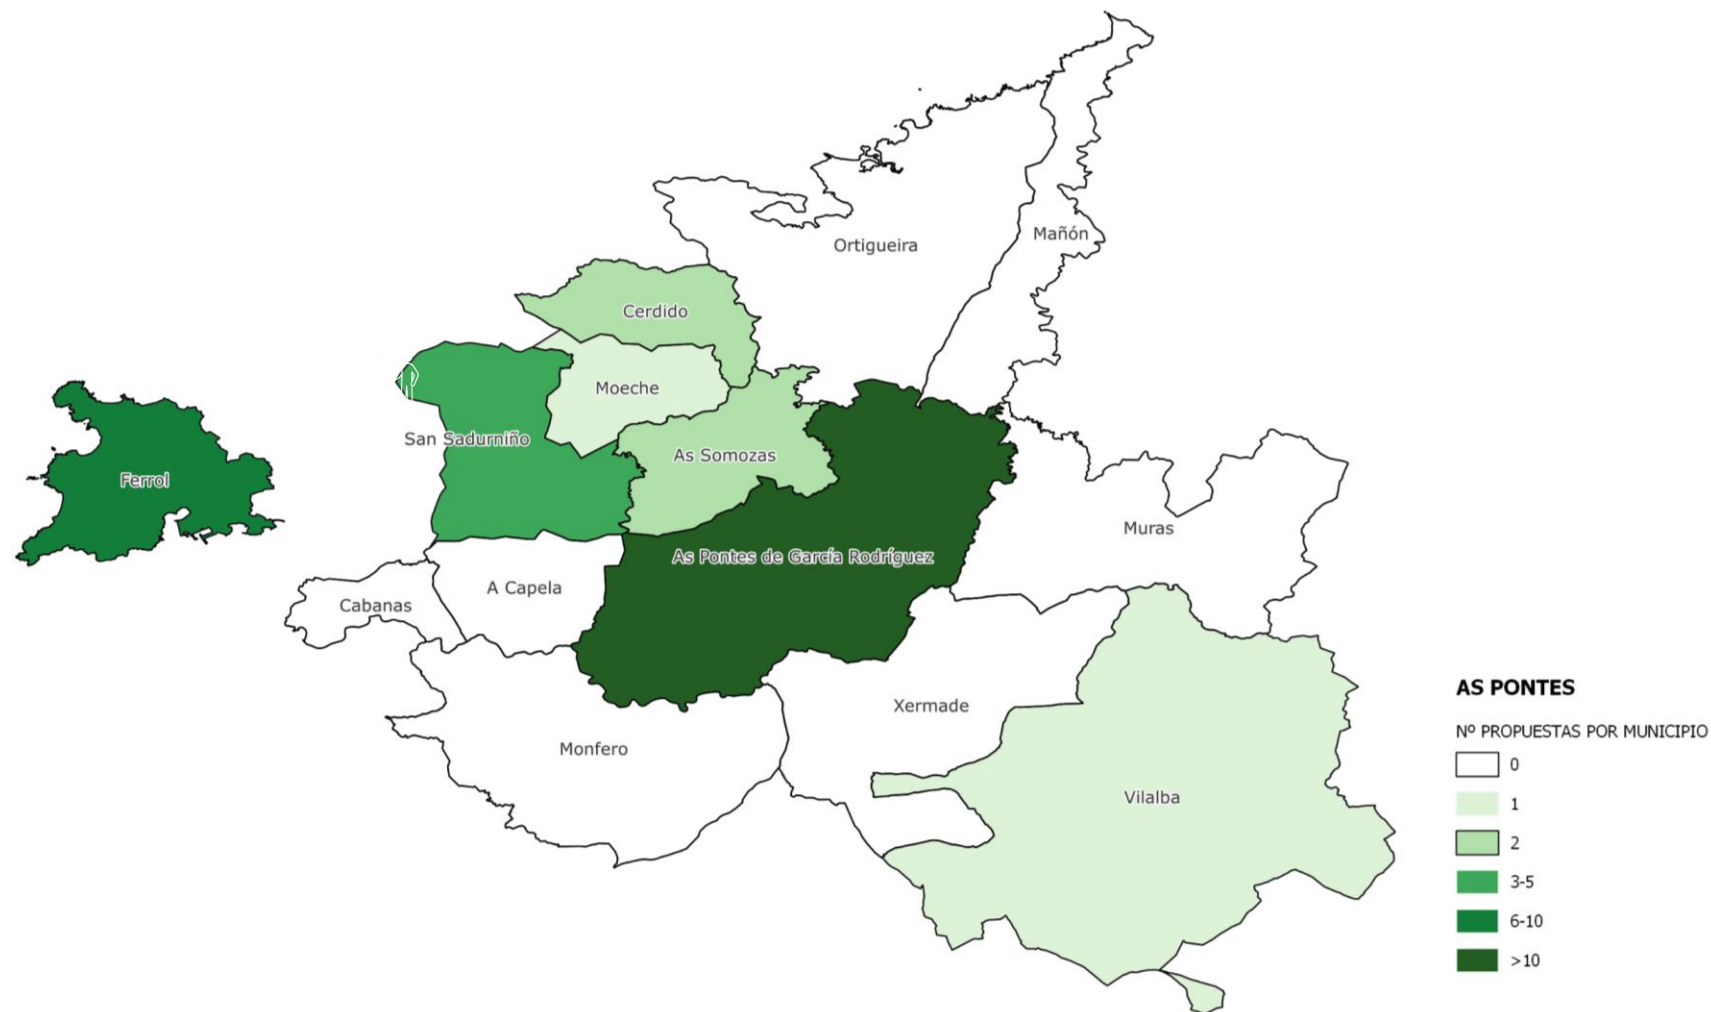 Ortigueira
Mañón
Cerdido
Moeche
San Sadurniño
As Somozas
Ferrol
Muras
As Pontes de García Rodríguez
A Capela
Cabanas
Xermade
Monfero
Vilalba
AS PONTES
Nº PROPUESTAS POR MUNICIPIO
0
1
2
3-5
6-10
>10